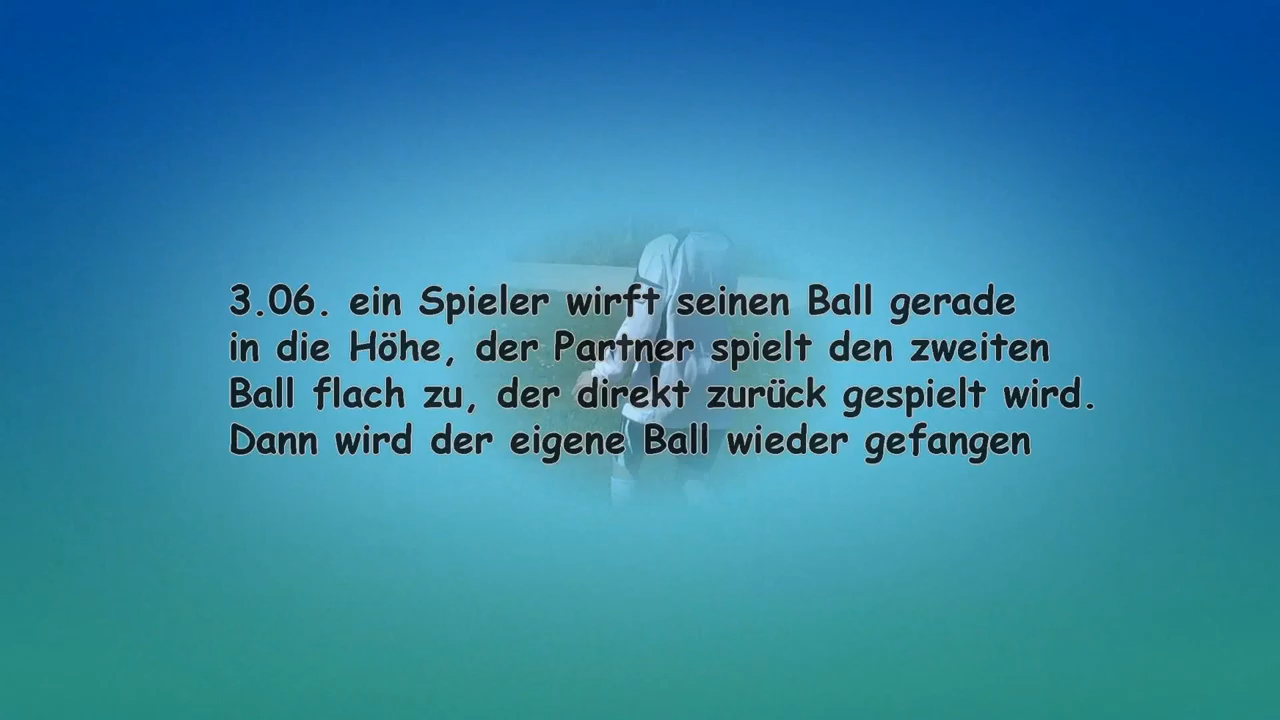 3.06. ein Spieler wirft seinen Ball gerade
in die Höhe, der Partner spielt den zweiten
Ball flach zu, der direkt zurück gespielt wird.
Dann wird der eigene Ball wieder gefangen